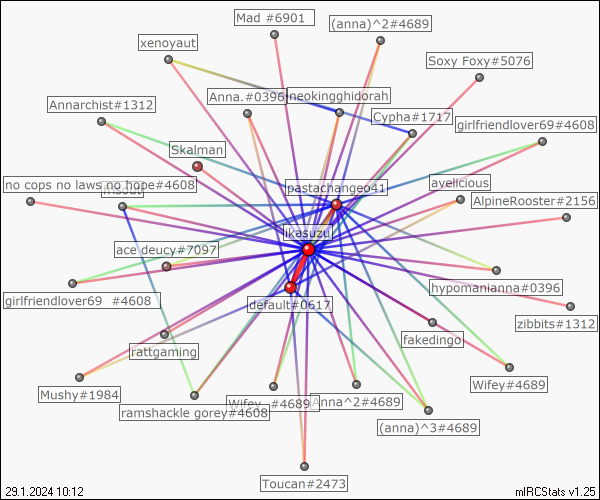 Mad #6901
(anna)^2#4689
xenoyaut
Soxy Foxy#5076
Anna.#0396
neokingghidorah
Annarchist#1312
Cypha#1717
girlfriendlover69#4608
Skalman
no cops no laws no hope#4608
pastachangeo41
avelicious
AlpineRooster#2156
ikasuzu
ace deucy#7097
hypomanianna#0396
girlfriendlover69 #4608
default#0617
zibbits#1312
fakedingo
rattgaming
Mushy#1984
Wifey#4689
ramshackle gorey#4608
Wifey #4689
Anna^2#4689
(anna)^3#4689
Toucan#2473
29.1.2024 10:12
mIRCStats v1.25